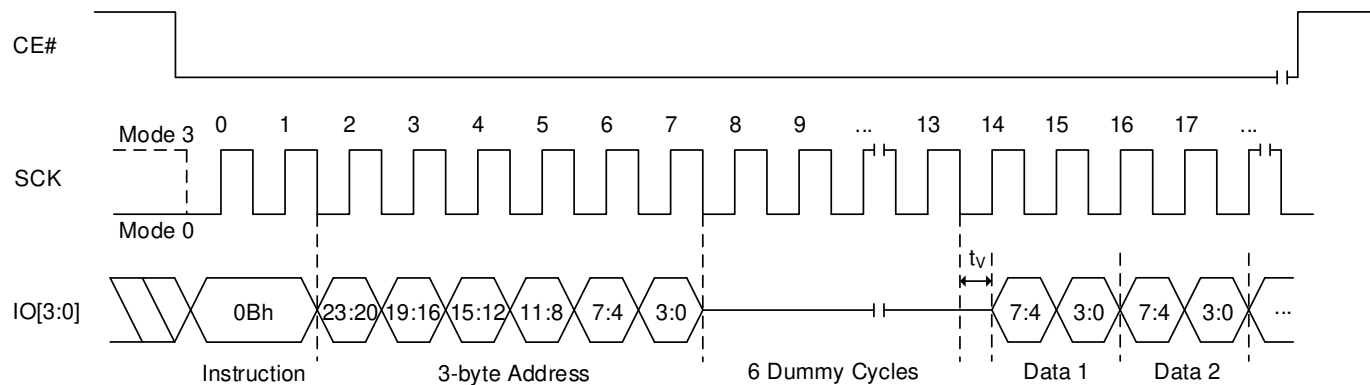 CE#
0 1 2 3 4 5 6 7 8 9 ... 13 14 15 16 17 ...
Mode 3
SCK
Mode 0
tV
IO[3:0] 0Bh 23:20 19:16 15:12 11:8 7:4 3:0 7:4 3:0 7:4 3:0 ...
Instruction 3-byte Address 6 Dummy Cycles Data 1 Data 2